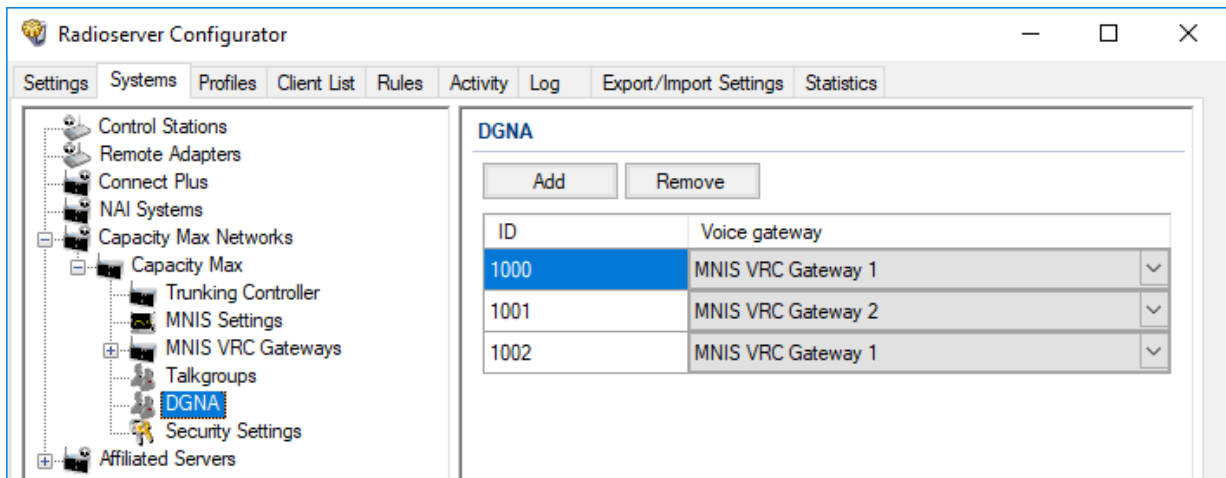 Radioserver Configurator
Settings Systems Profiles Client List Rules Activity Log Export/Import Settings Statistics
Control Stations
Remote Adapters
Connect Plus
NAI Systems
Capacity Max Networks
Capacity Max
Trunking Controller
MNIS Settings
MNIS VRC Gateways
Talkgroups
DGNA
Security Settings
Affiliated Servers
DGNA
Add Remove
ID Voice gateway
1000 MNIS VRC Gateway 1
1001 MNIS VRC Gateway 2
1002 MNIS VRC Gateway 1